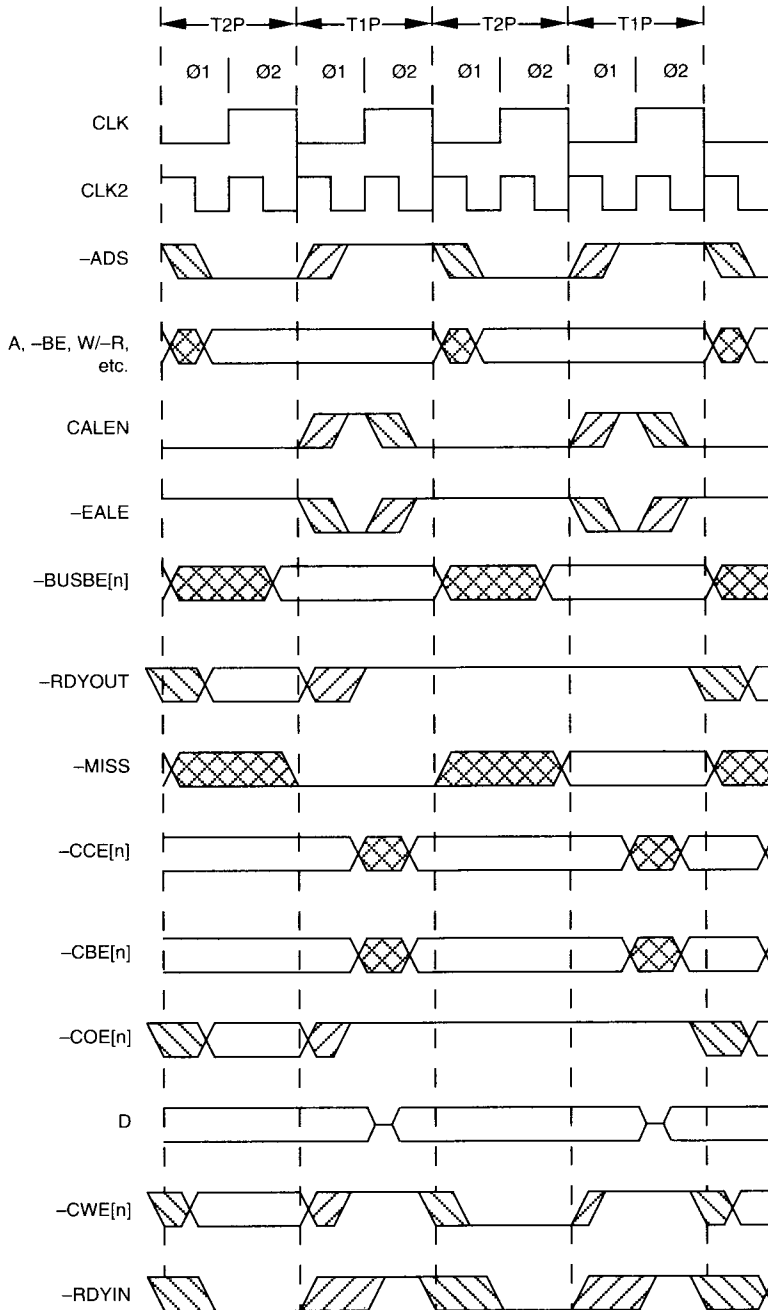 T2P T1P T2P T1P
Ø1 Ø2 Ø1 Ø2 Ø1 Ø2 Ø1 Ø2
CLK
CLK2
–ADS
A, –BE, W/–R,
etc.
CALEN
–EALE
–BUSBE[n]
–RDYOUT
–MISS
–CCE[n]
–CBE[n]
–COE[n]
D
–CWE[n]
–RDYIN